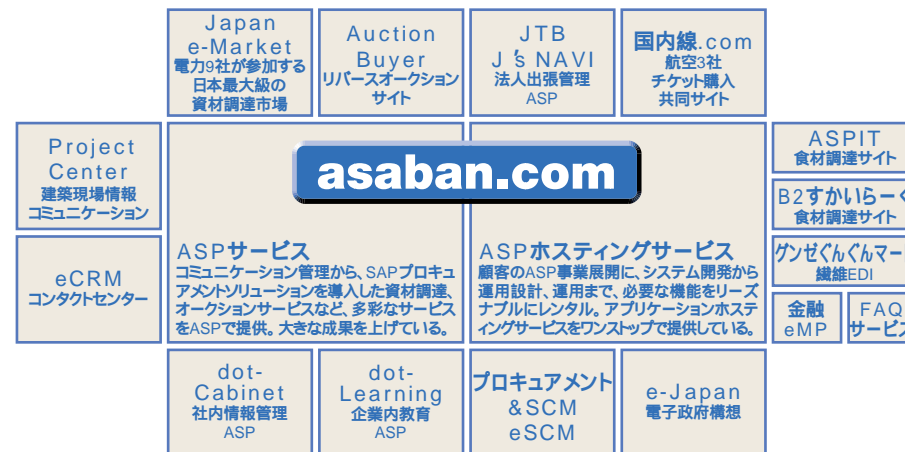 Japan
e-Market
電力9社が参加する
日本最大級の
資材調達市場
Auction
Buyer
リバースオークション
サイト
JTB
J's NAVI
法人出張管理
ASP
国内線.com
航空3社
チケット購入
共同サイト
Project
Center
建築現場情報
コミュニケーション
eCRM
コンタクトセンター
asaban.com
ASPサービス
コミュニケーション管理から、SAPプロキュ
アメントソリューションを導入した資材調達、
オークションサービスなど、多彩なサービス
をASPで提供。大きな成果を上げている。
ASPホスティングサービス
顧客のASP事業展開に、システム開発から
運用設計、運用まで、必要な機能をリーズ
ナブルにレンタル。アプリケーションホステ
ィングサービスをワンストップで提供している。
ASPIT
食材調達サイト
B2すかいらーく
食材調達サイト
グンゼぐんぐんマー
繊維EDI
金融
eMP
FAQ
サービス
dot-
Cabinet
社内情報管理
ASP
dot-
Learning
企業内教育
ASP
プロキュアメント
&SCM
eSCM
e-Japan
電子政府構想